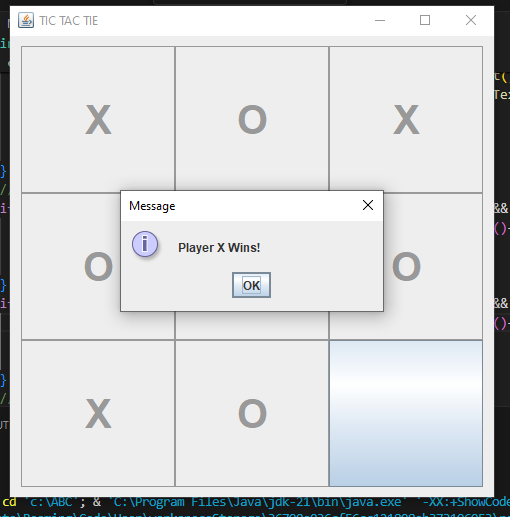 TIC TAC TIE
X O X
Message
Player X Wins!
O O
OK
X O
cd 'c:\ABC'; & 'C:\Program Files\Java\jdk-21\bin\java.exe' '-XX:+ShowCode